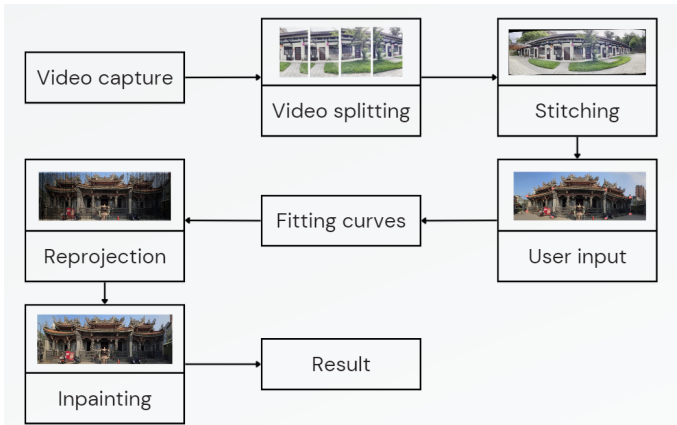 Video capture
Video splitting
Stitching
User input
Fitting curves
Reprojection
Inpainting
Result